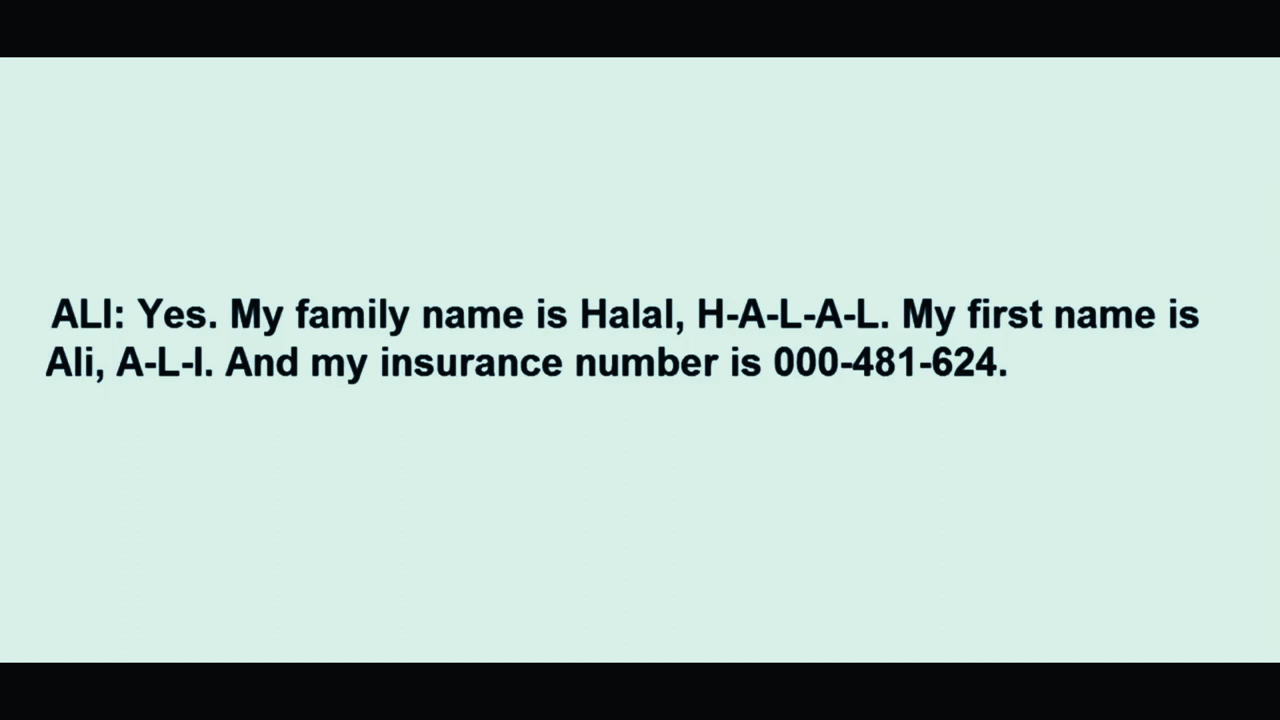 ALI: Yes. My family name is Halal, H-A-L-A-L. My first name is
Ali, A-L-I. And my insurance number is 000-481-624.